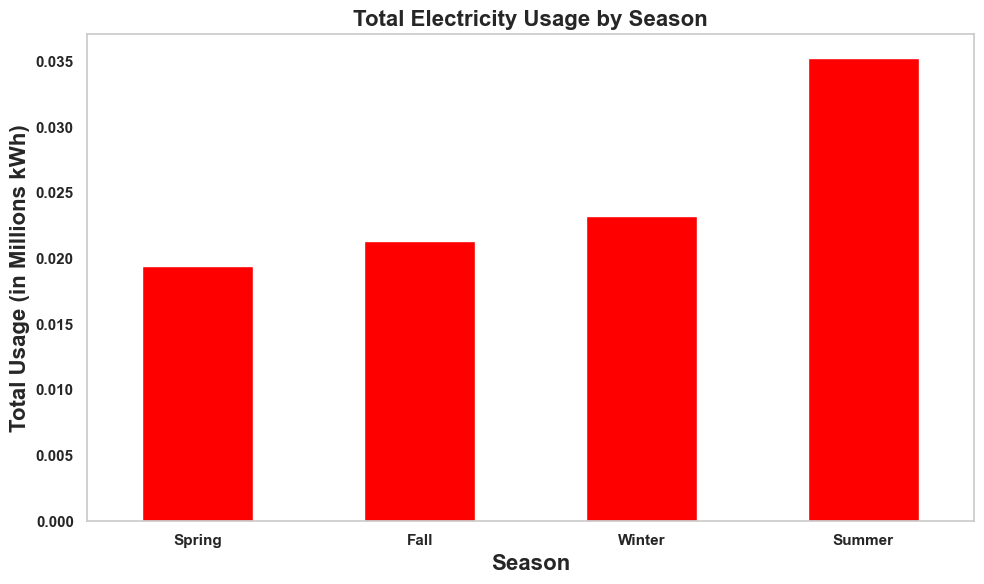 Total Electricity Usage by Season
Total Usage (in Millions kWh)
0.035
0.030
0.025
0.020
0.015
0.010
0.005
0.000
Spring Fall Winter Summer
Season